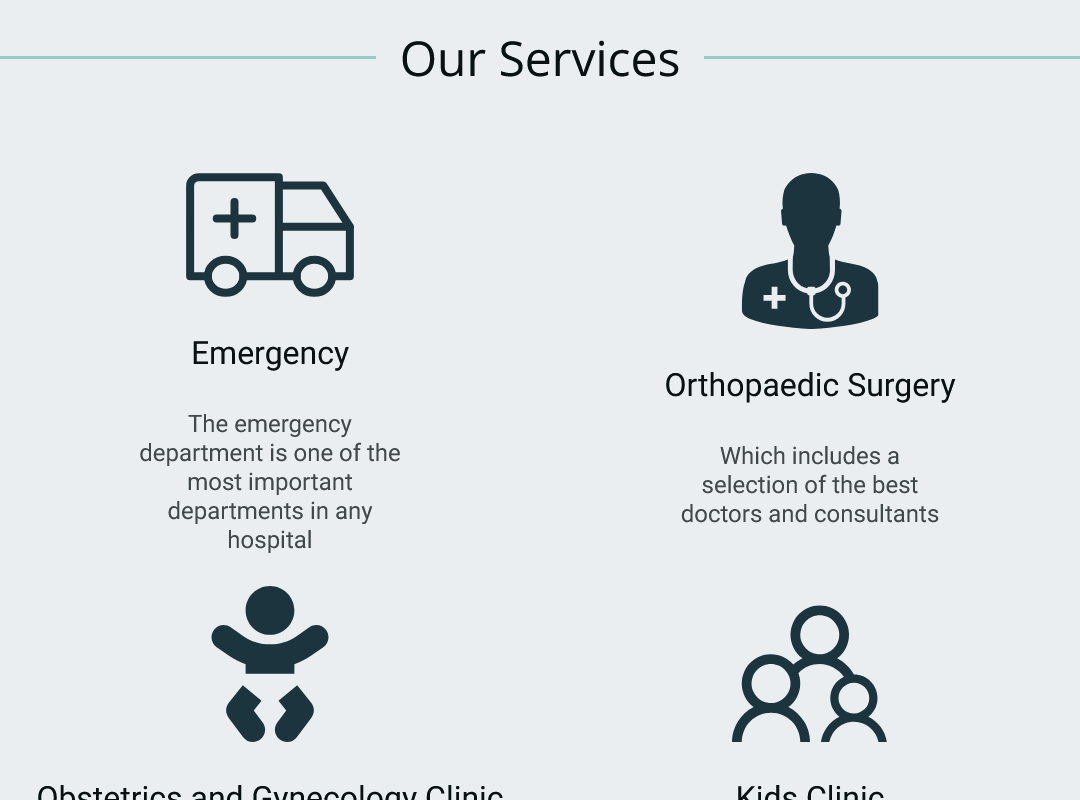 Our Services
Emergency
The emergency
department is one of the
most important
departments in any
hospital
Orthopaedic Surgery
Which includes a
selection of the best
doctors and consultants
Obstetrics and Gynecology Clinic
Kids Clinic